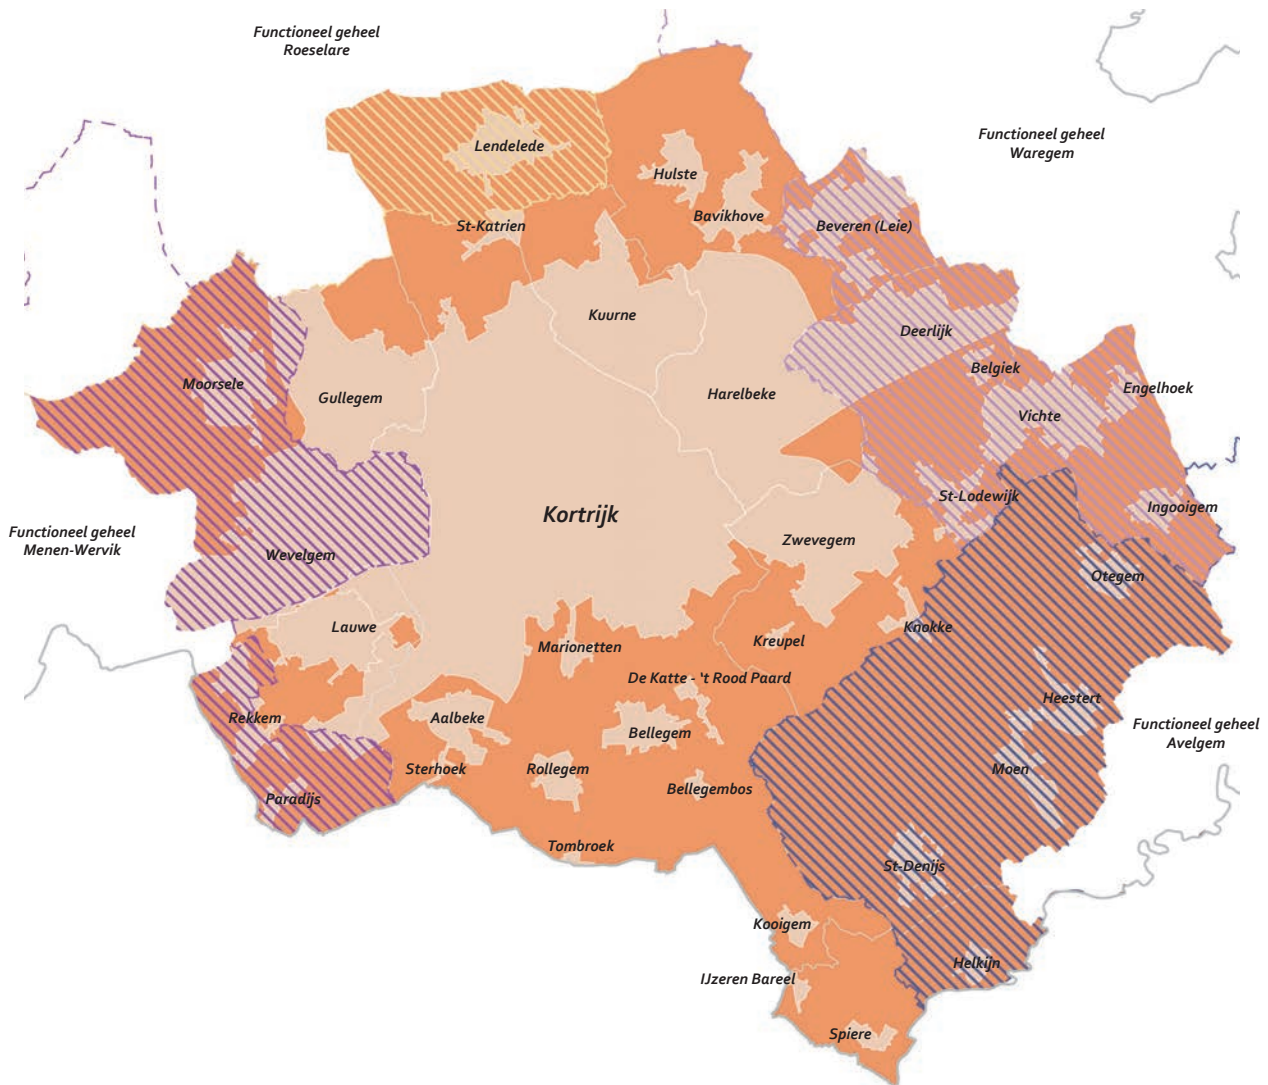 Functioneel geheel
Roeselare
Functioneel geheel
Waregem
Lendelede
Hulste
Bavikhove
St-Katrien
Beveren (Leie)
Kuurne
Deerlijk
Belgiek
Moorsele
Gullegem
Harelbeke
Engelhoek
Vichte
St-Lodewijk
Ingooigem
Kortrijk
Functioneel geheel
Menen-Wervik
Wevelgem
Zwevegem
Otegem
Lauwe
Knokke
Marionetten
Kreupel
De Katte - 't Rood Paard
Heestert
Rekkem
Aalbeke
Bellegem
Functioneel geheel
Avelgem
Sterhoek
Rollegem
Moen
Bellegembos
Paradijs
Tombroek
St-Denijs
Kooigem
Helkijn
IJzeren Bareel
Spiere